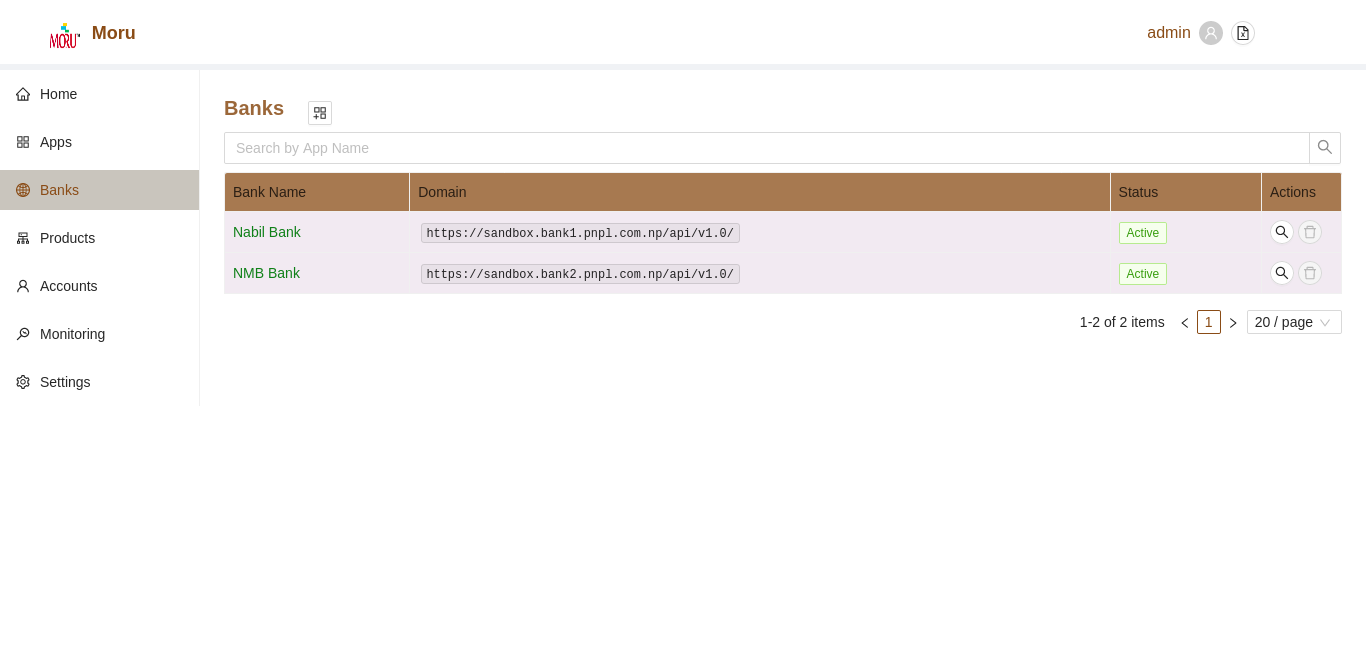 MORU Moru
admin
Home
Apps
Banks
Products
Accounts
Monitoring
Settings
Banks
Search by App Name
Bank Name Domain Status Actions
Nabil Bank https://sandbox.bank1.pnpl.com.np/api/v1.0/ Active
NMB Bank https://sandbox.bank2.pnpl.com.np/api/v1.0/ Active
1-2 of 2 items 1 20 / page